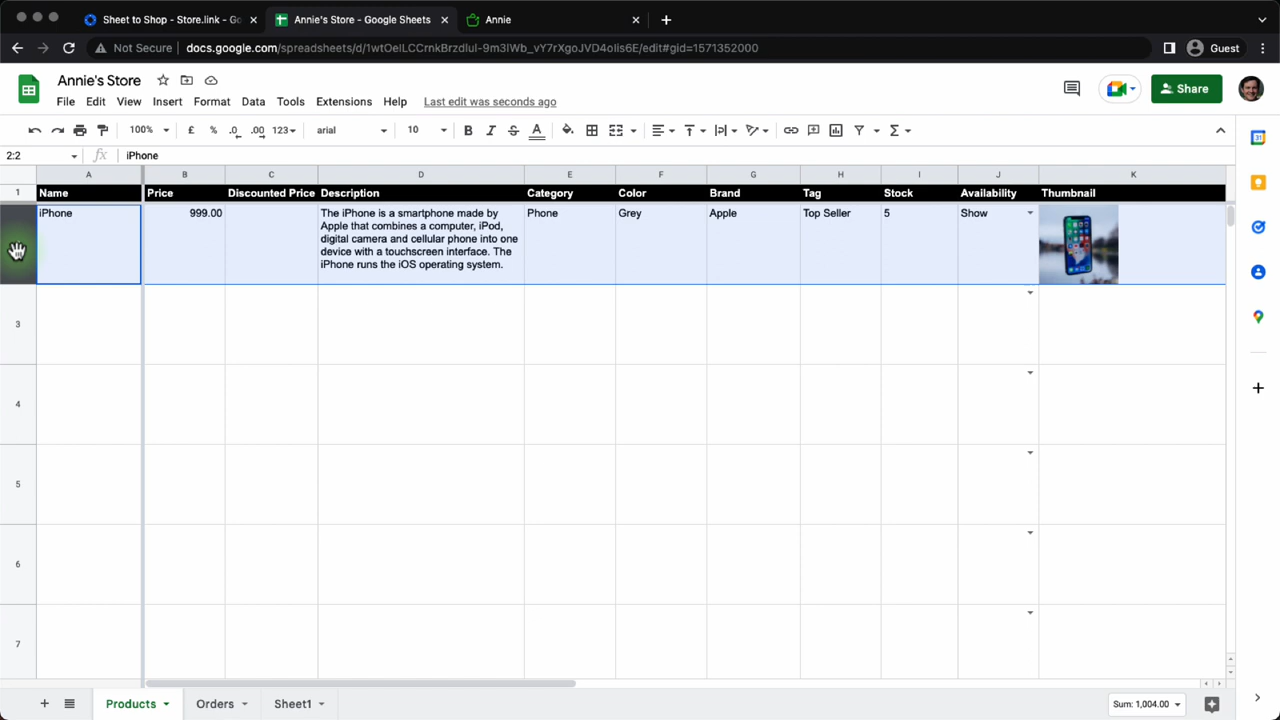 Sheet to Shop - Store.link - Go
Annie's Store - Google Sheets
Annie
Not Secure
docs.google.com/spreadsheets/d/1wtOeILCCrnkBrzdlul-9m3IWb_vY7rXgoJVD4oIis6E/edit#gid=1571352000
Guest
Annie's Store
File Edit View Insert Format Data Tools Extensions Help Last edit was seconds ago
Share
100% £ % .0 .00 123 arial 10 B I S A Σ
2:2 fx iPhone
A B C D E F G H I J K
1 Name Price Discounted Price Description Category Color Brand Tag Stock Availability Thumbnail
iPhone 999.00 The iPhone is a smartphone made by Phone Grey Apple Top Seller 5 Show
Apple that combines a computer, iPod,
digital camera and cellular phone into one
device with a touchscreen interface. The
iPhone runs the iOS operating system.
3
4
5
6
7
Products Orders Sheet1 Sum: 1,004.00